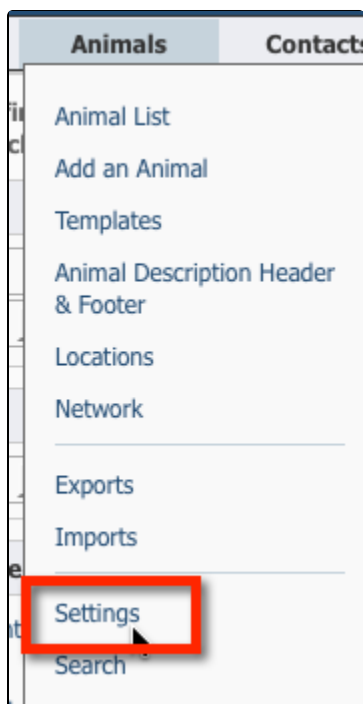 Animals Contacts
Animal List
Add an Animal
Templates
Animal Description Header
& Footer
Locations
Network
Exports
Imports
Settings
Search